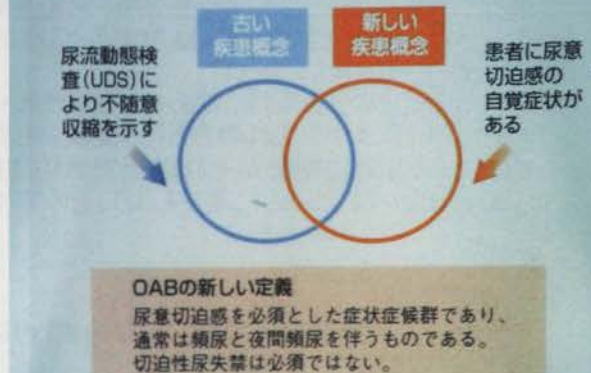 古い
疾患概念
新しい
疾患概念
尿流動態検
査(UDS)に
より不随意
収縮を示す
患者に尿意
切迫感の
自覚症状が
ある
OABの新しい定義
尿意切迫感を必須とした症状症候群であり、
通常は頻尿と夜間頻尿を伴うものである。
切迫性尿失禁は必須ではない。